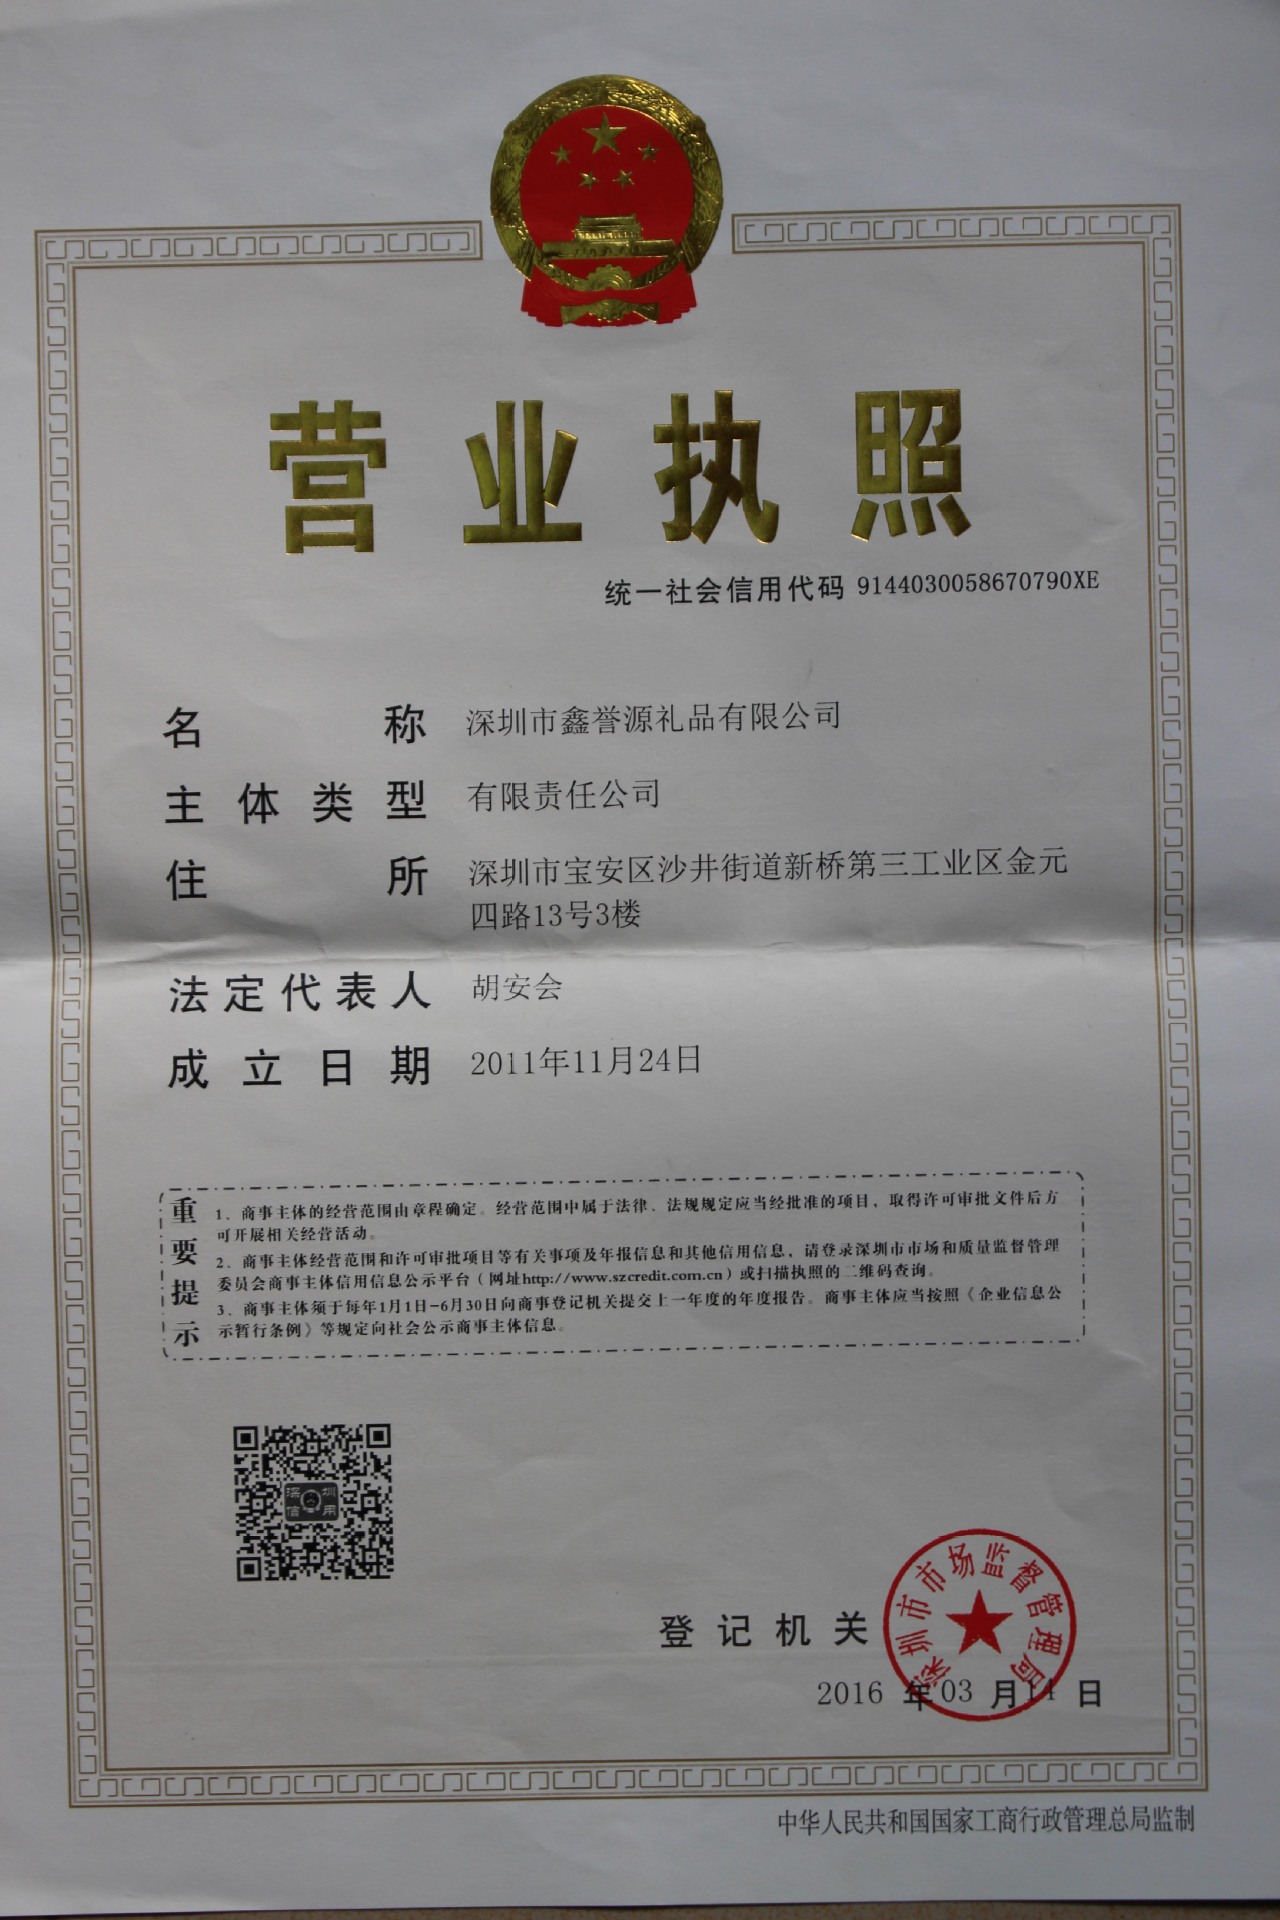 营业执照
统一社会信用代码 9144030058670790XE
名称 深圳市鑫誉源礼品有限公司
主体类型 有限责任公司
住所 深圳市宝安区沙井街道新桥第三工业区金元
四路13号3楼
法定代表人 胡安会
成立日期 2011年11月24日
重要提示
1、商事主体的经营范围由章程确定。经营范围中属于法律、法规规定应当经批准的项目，取得许可审批文件后方
可开展相关经营活动。
2、商事主体经营范围和许可审批项目等有关事项及年报信息和其他信用信息，请登录深圳市市场和质量监督管理
委员会商事主体信用信息公示平台（网址http://www.szcredit.com.cn）或扫描执照的二维码查询。
3、商事主体须于每年1月1日-6月30日向商事登记机关提交上一年度的年度报告。商事主体应当按照《企业信息公
示暂行条例》等规定向社会公示商事主体信息。
深圳
信用
登记机关
深圳市市场监督管理局
2016 年 03 月 14 日
中华人民共和国国家工商行政管理总局监制